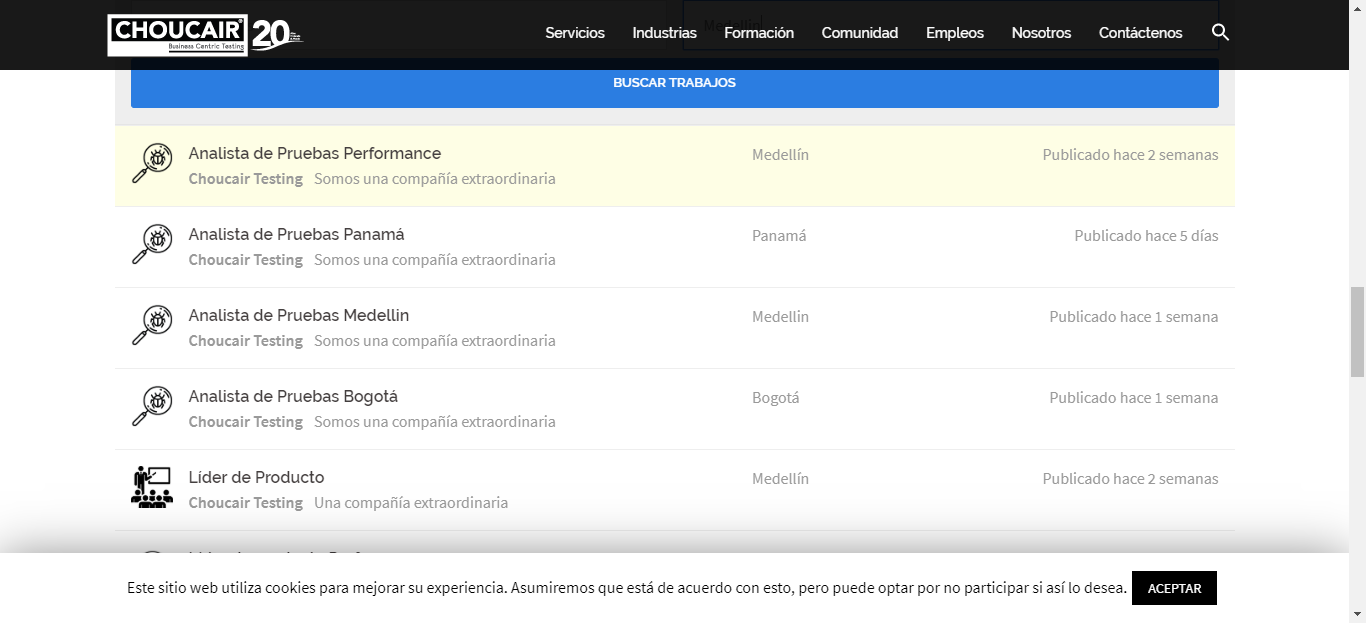 CHOUCAIR
Business Centric Testing
20
Servicios
Industrias
Formación
Comunidad
Empleos
Nosotros
Contáctenos
Medellín
BUSCAR TRABAJOS
Analista de Pruebas Performance
Medellín
Publicado hace 2 semanas
Choucair Testing Somos una compañía extraordinaria
Analista de Pruebas Panamá
Panamá
Publicado hace 5 días
Choucair Testing Somos una compañía extraordinaria
Analista de Pruebas Medellin
Medellin
Publicado hace 1 semana
Choucair Testing Somos una compañía extraordinaria
Analista de Pruebas Bogotá
Bogotá
Publicado hace 1 semana
Choucair Testing Somos una compañía extraordinaria
Líder de Producto
Medellín
Publicado hace 2 semanas
Choucair Testing Una compañía extraordinaria
Este sitio web utiliza cookies para mejorar su experiencia. Asumiremos que está de acuerdo con esto, pero puede optar por no participar si así lo desea.
ACEPTAR